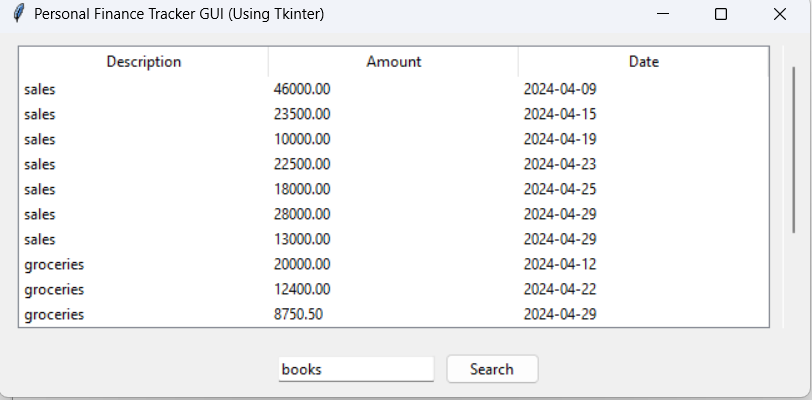 Personal Finance Tracker GUI (Using Tkinter)
Description Amount Date
sales 46000.00 2024-04-09
sales 23500.00 2024-04-15
sales 10000.00 2024-04-19
sales 22500.00 2024-04-23
sales 18000.00 2024-04-25
sales 28000.00 2024-04-29
sales 13000.00 2024-04-29
groceries 20000.00 2024-04-12
groceries 12400.00 2024-04-22
groceries 8750.50 2024-04-29
books Search